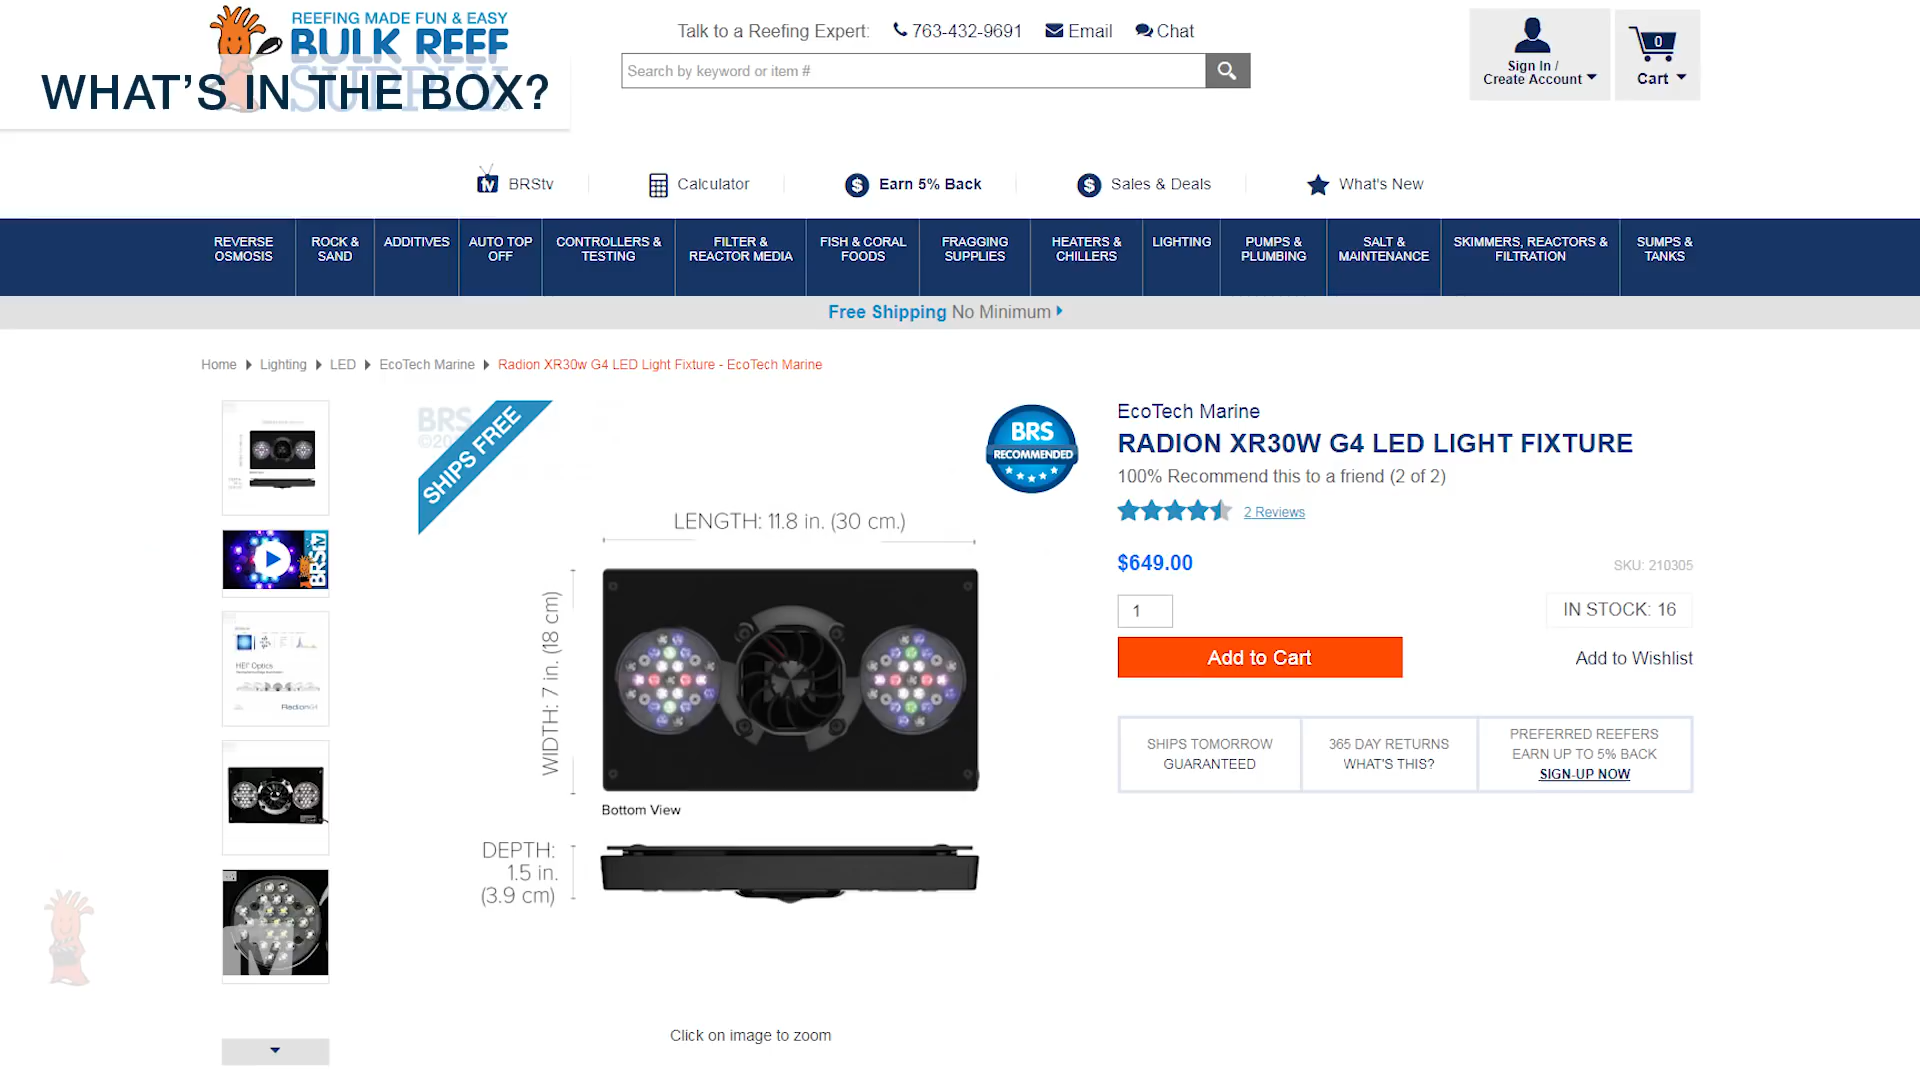 REEFING MADE FUN & EASY
BULK REEF
SUPPLY
WHAT'S IN THE BOX?
Talk to a Reefing Expert: 763-432-9691 Email Chat
Search by keyword or item #
Sign In /
Create Account
0
Cart
BRStv Calculator Earn 5% Back Sales & Deals What's New
REVERSE OSMOSIS
ROCK & SAND
ADDITIVES
AUTO TOP OFF
CONTROLLERS & TESTING
FILTER & REACTOR MEDIA
FISH & CORAL FOODS
FRAGGING SUPPLIES
HEATERS & CHILLERS
LIGHTING
PUMPS & PLUMBING
SALT & MAINTENANCE
SKIMMERS, REACTORS & FILTRATION
SUMPS & TANKS
Free Shipping No Minimum
Home Lighting LED EcoTech Marine Radion XR30w G4 LED Light Fixture - EcoTech Marine
BRStv
HEI Optics
RadionG4
BRS
SHIPS FREE
BRS
RECOMMENDED
LENGTH: 11.8 in. (30 cm.)
WIDTH: 7 in. (18 cm)
Bottom View
DEPTH:
1.5 in.
(3.9 cm)
Click on image to zoom
EcoTech Marine
RADION XR30W G4 LED LIGHT FIXTURE
100% Recommend this to a friend (2 of 2)
2 Reviews
$649.00
SKU: 210305
1
IN STOCK: 16
Add to Cart
Add to Wishlist
SHIPS TOMORROW
GUARANTEED
365 DAY RETURNS
WHAT'S THIS?
PREFERRED REEFERS
EARN UP TO 5% BACK
SIGN-UP NOW